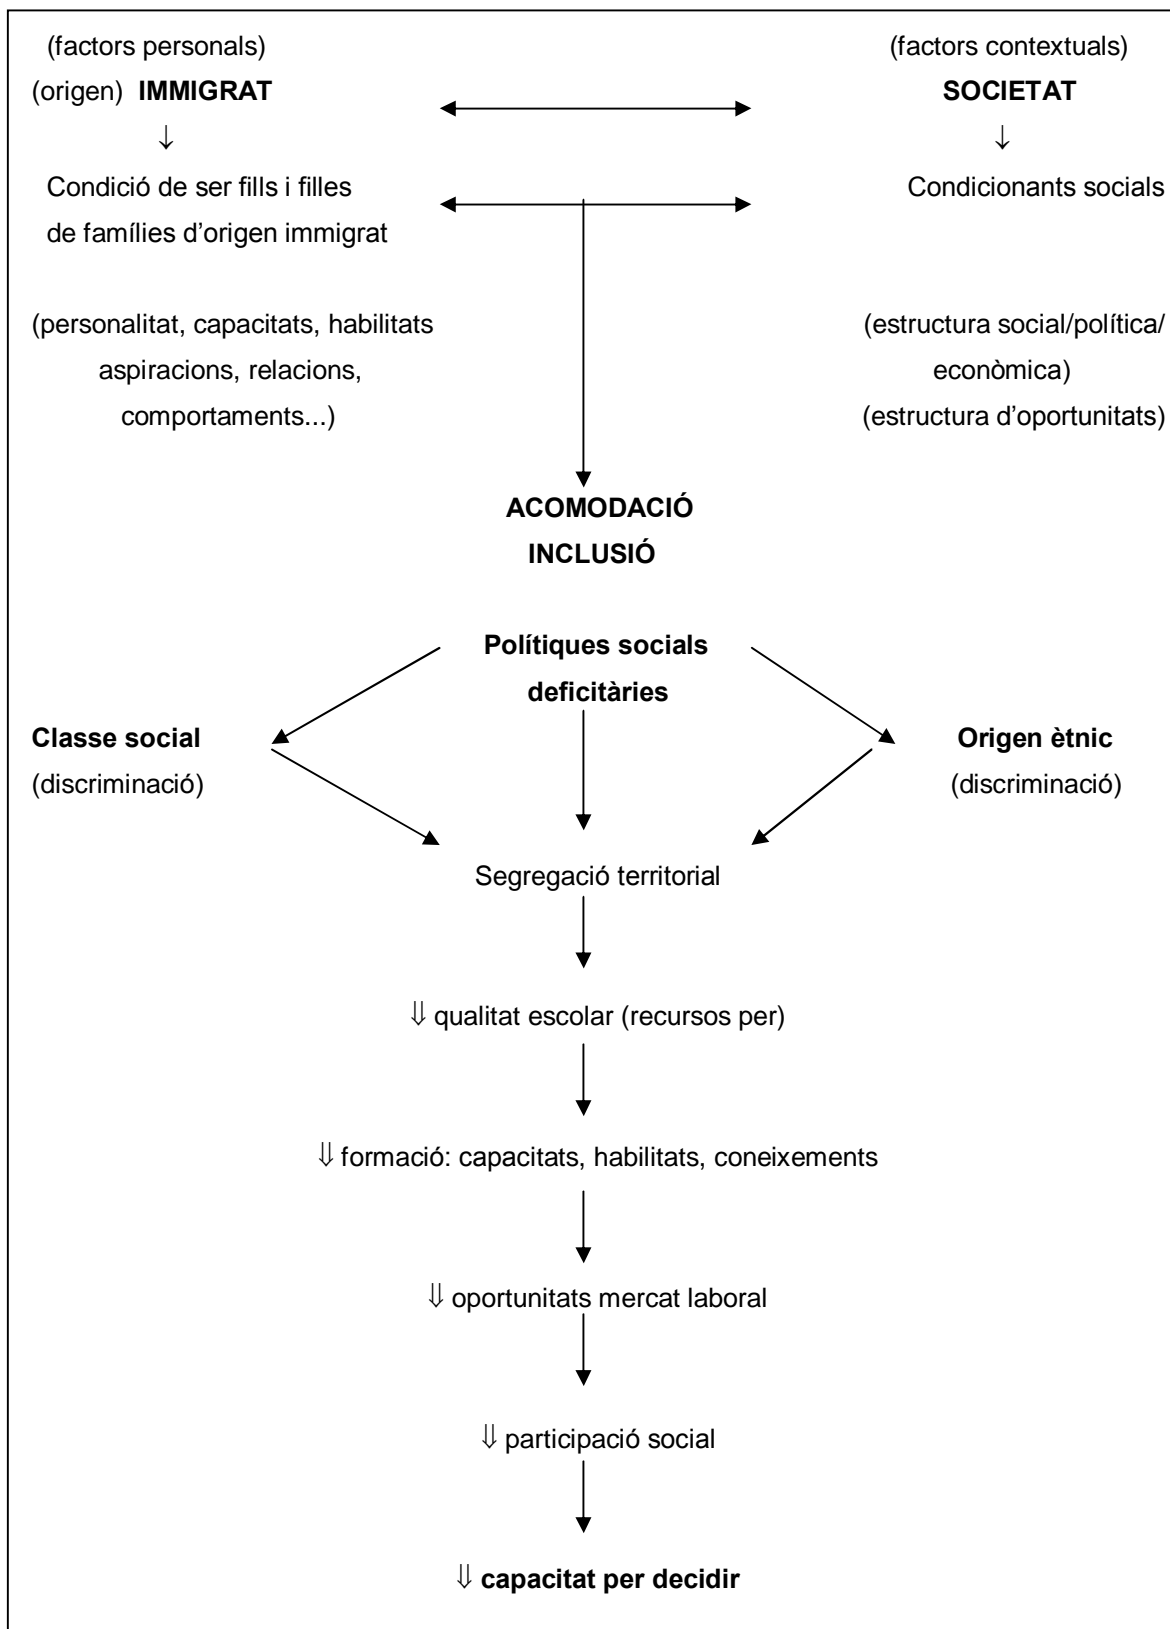 (factors personals)
(factors contextuals)
(origen) IMMIGRAT
SOCIETAT
↓
↓
Condició de ser fills i filles
Condicionants socials
de famílies d'origen immigrat
(personalitat, capacitats, habilitats
(estructura social/política/
aspiracions, relacions,
econòmica)
comportaments...)
(estructura d'oportunitats)
ACOMODACIÓ
INCLUSIÓ
Polítiques socials
deficitàries
Classe social
Origen ètnic
(discriminació)
(discriminació)
Segregació territorial
⇓ qualitat escolar (recursos per)
⇓ formació: capacitats, habilitats, coneixements
⇓ oportunitats mercat laboral
⇓ participació social
⇓ capacitat per decidir